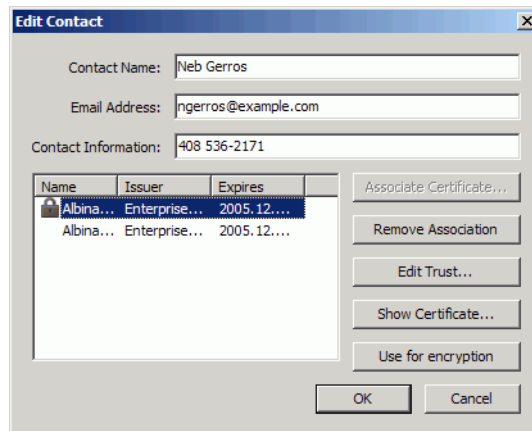 Edit Contact
Contact Name: Neb Gerros
Email Address: ngerros@example.com
Contact Information: 408 536-2171
Name Issuer Expires
Albina... Enterprise... 2005.12....
Albina... Enterprise... 2005.12....
Associate Certificate...
Remove Association
Edit Trust...
Show Certificate...
Use for encryption
OK Cancel